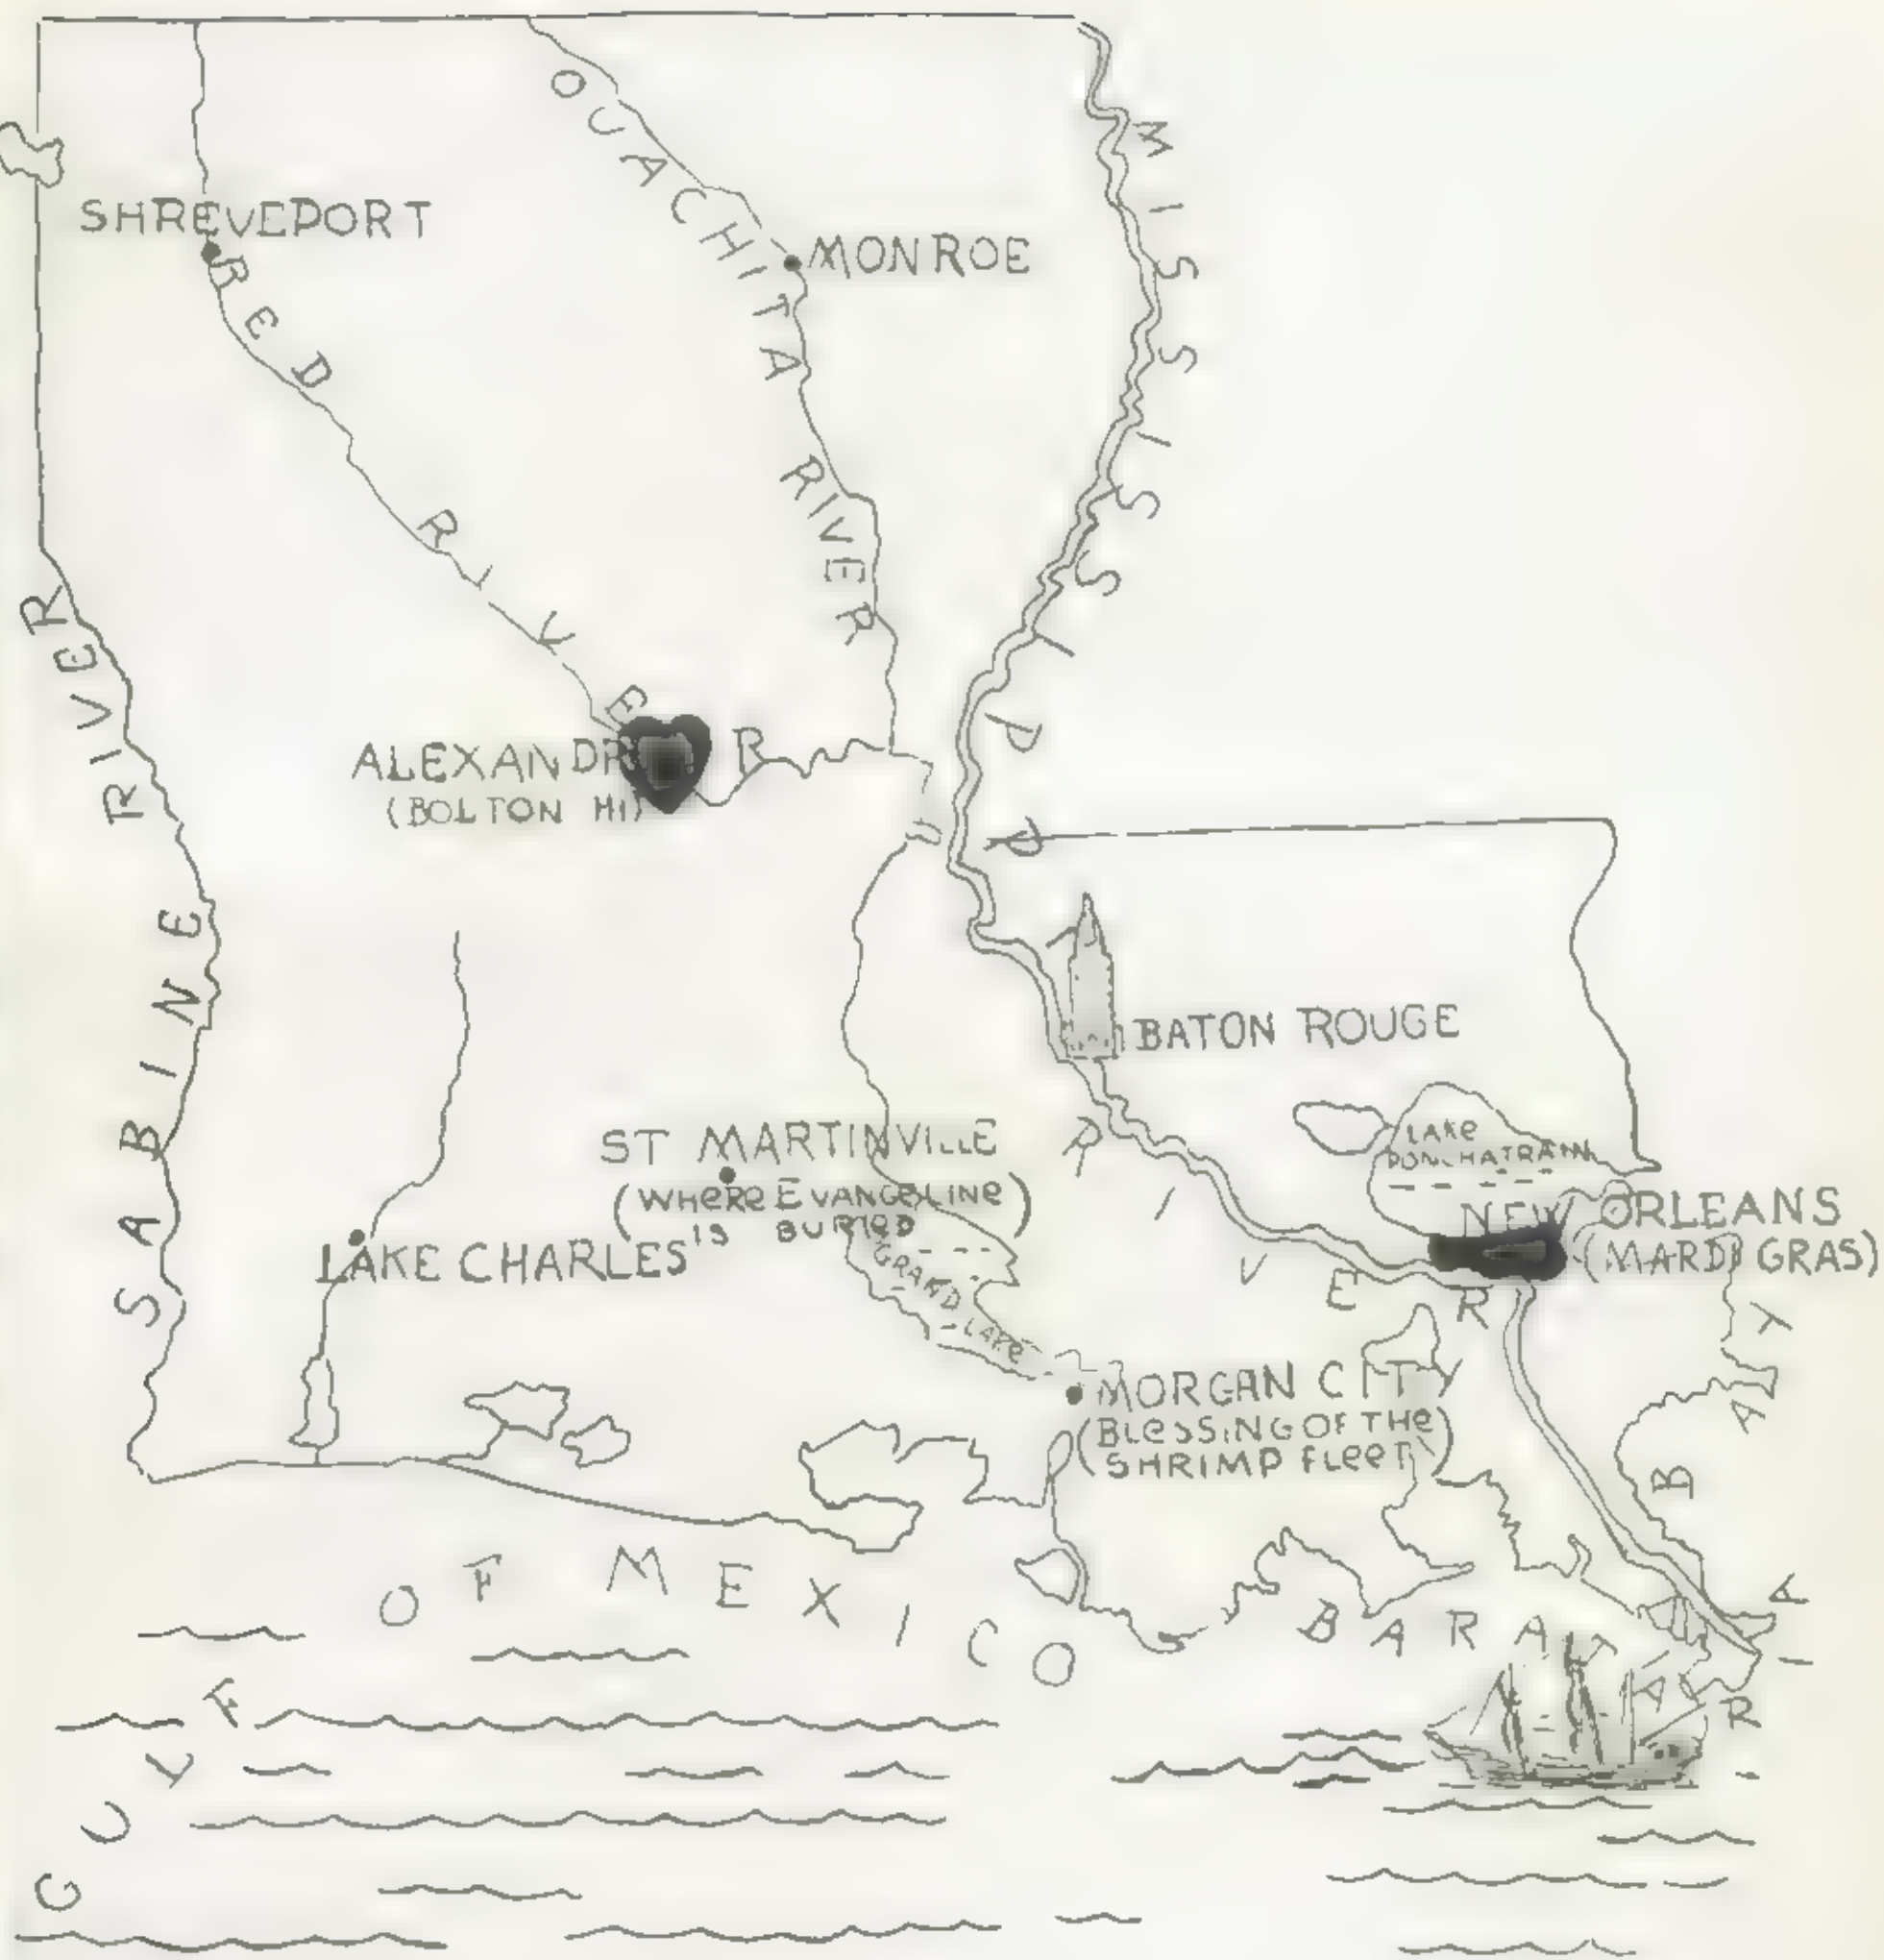 OUACHITA RIVER
MISSISSIPPI RIVER
SHREVEPORT
MONROE
RED RIVER
SABINE RIVER
ALEXANDRIA
(BOLTON HI)
BATON ROUGE
LAKE
PONCHATRAIN
ST MARTINVILLE
(WHERE EVANGELINE
IS BURIED)
NEW ORLEANS
(MARDI GRAS)
LAKE CHARLES
GRAND LAKE
MORGAN CITY
(BLESSING OF THE
SHRIMP FLEET)
GULF OF MEXICO
BARATARIA BAY